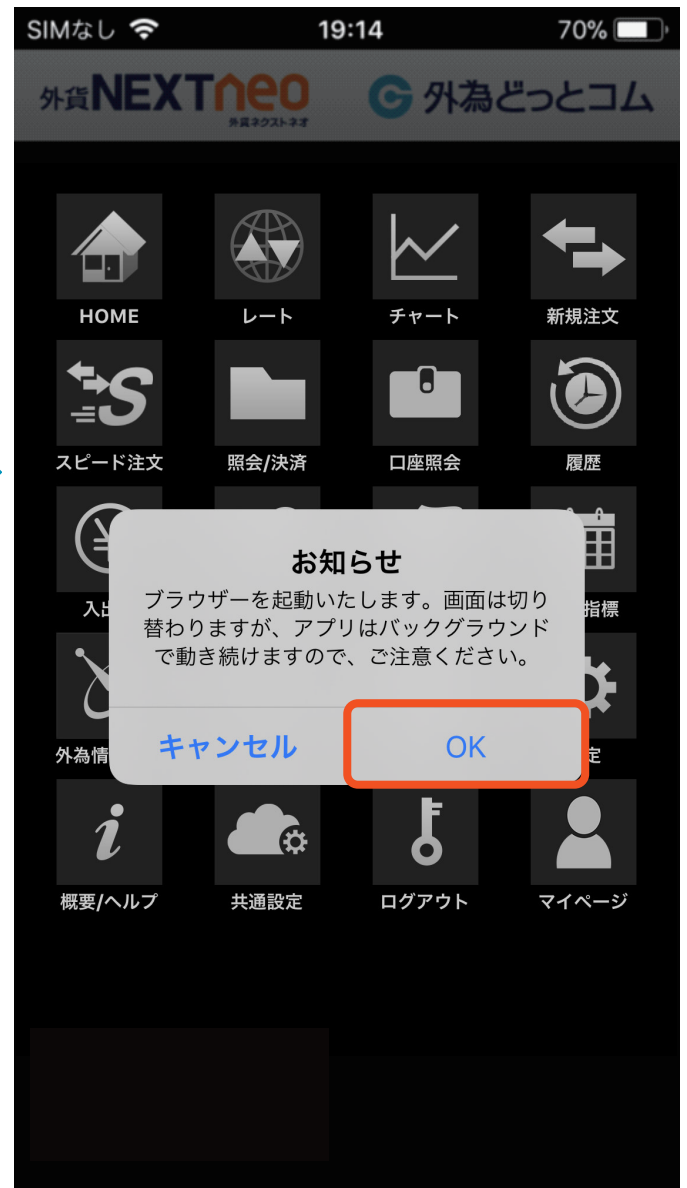 SIMなし 19:14 70%
外貨NEXTneo 外為どっとコム
外貨ネクストネオ
HOME レート チャート 新規注文
スピード注文 照会/決済 口座照会 履歴
お知らせ
ブラウザーを起動いたします。画面は切り
替わりますが、アプリはバックグラウンド
で動き続けますので、ご注意ください。
入出 指標
キャンセル OK
外為情 定
概要/ヘルプ 共通設定 ログアウト マイページ